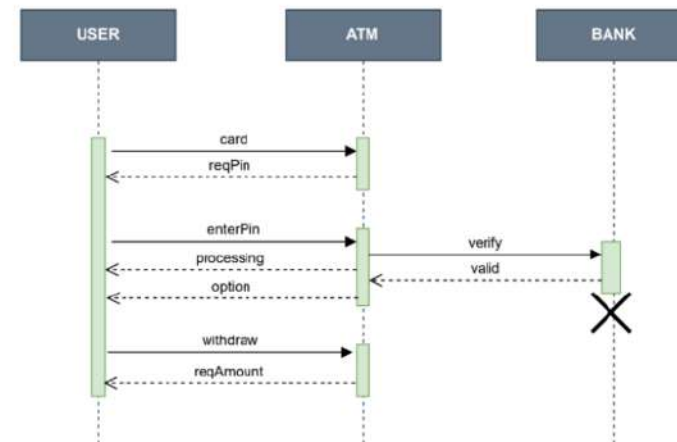 USER
ATM
BANK
card
reqPin
enterPin
verify
processing
valid
option
withdraw
reqAmount